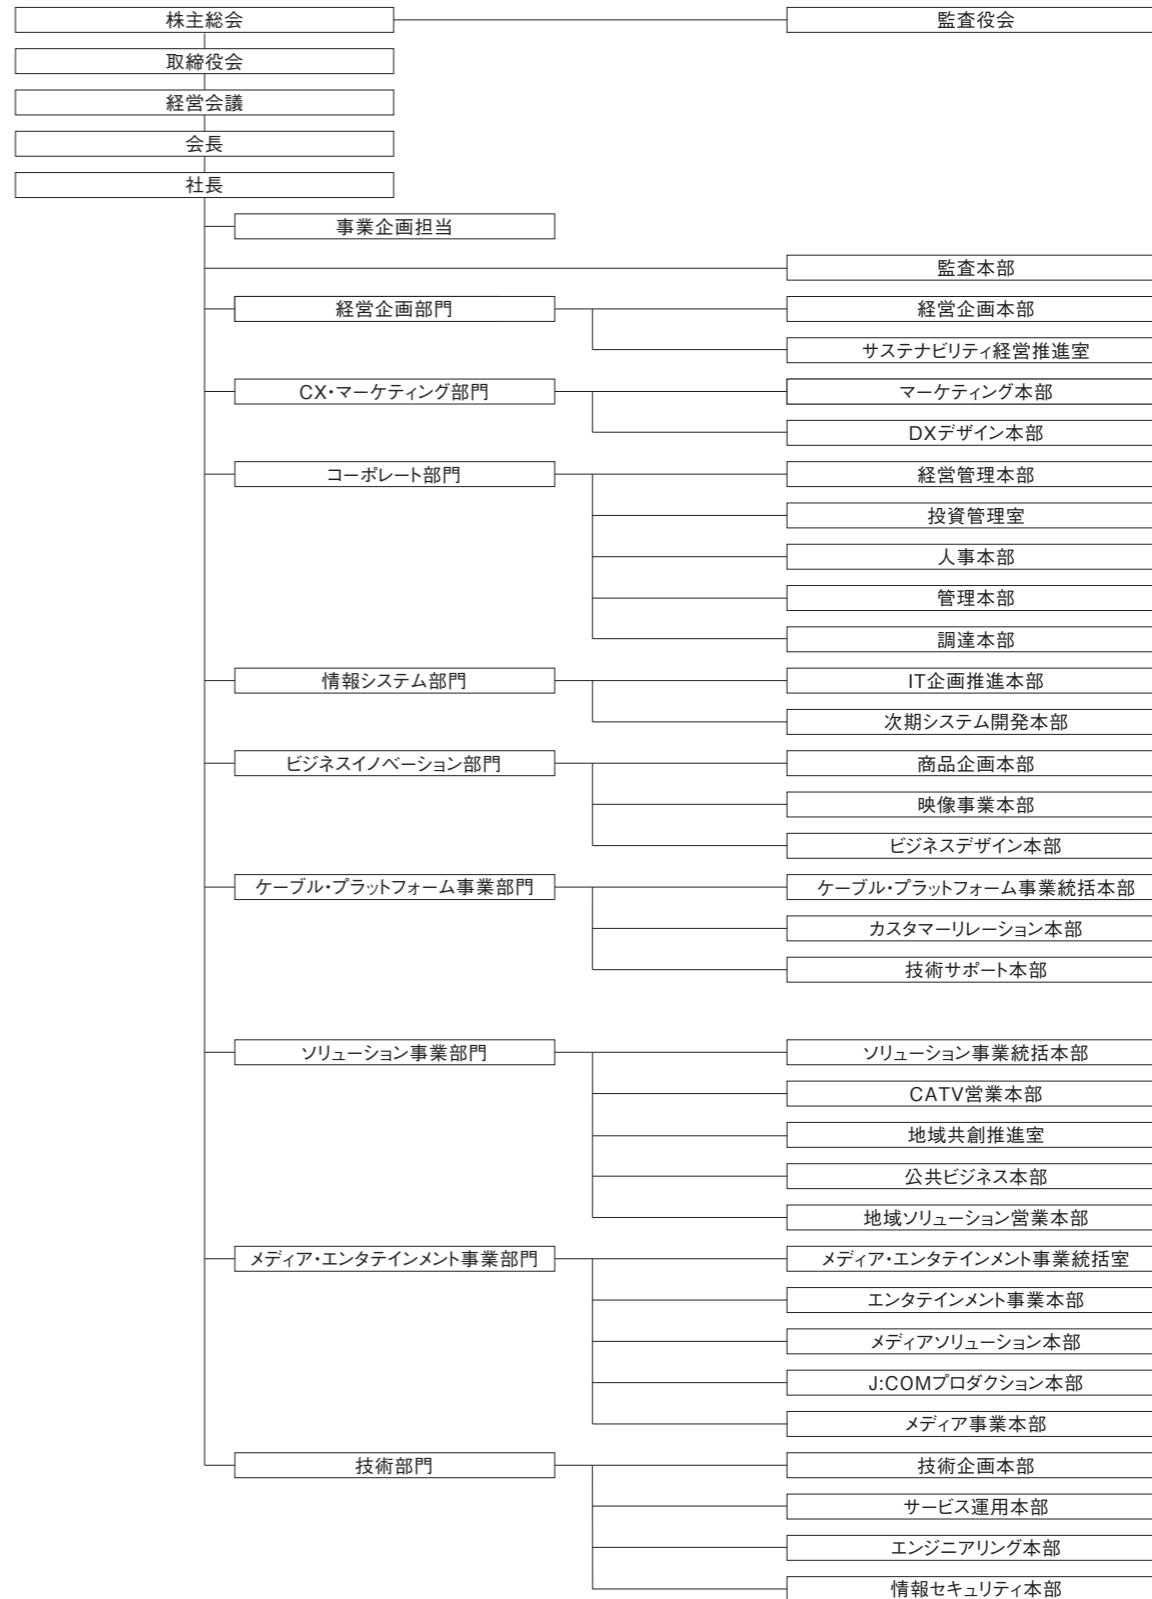 株主総会
監査役会
取締役会
経営会議
会長
社長
事業企画担当
監査本部
経営企画部門
経営企画本部
サステナビリティ経営推進室
CX・マーケティング部門
マーケティング本部
DXデザイン本部
コーポレート部門
経営管理本部
投資管理室
人事本部
管理本部
調達本部
情報システム部門
IT企画推進本部
次期システム開発本部
ビジネスイノベーション部門
商品企画本部
映像事業本部
ビジネスデザイン本部
ケーブル・プラットフォーム事業部門
ケーブル・プラットフォーム事業統括本部
カスタマーリレーション本部
技術サポート本部
ソリューション事業部門
ソリューション事業統括本部
CATV営業本部
地域共創推進室
公共ビジネス本部
地域ソリューション営業本部
メディア・エンタテインメント事業部門
メディア・エンタテインメント事業統括室
エンタテインメント事業本部
メディアソリューション本部
J:COMプロダクション本部
メディア事業本部
技術部門
技術企画本部
サービス運用本部
エンジニアリング本部
情報セキュリティ本部